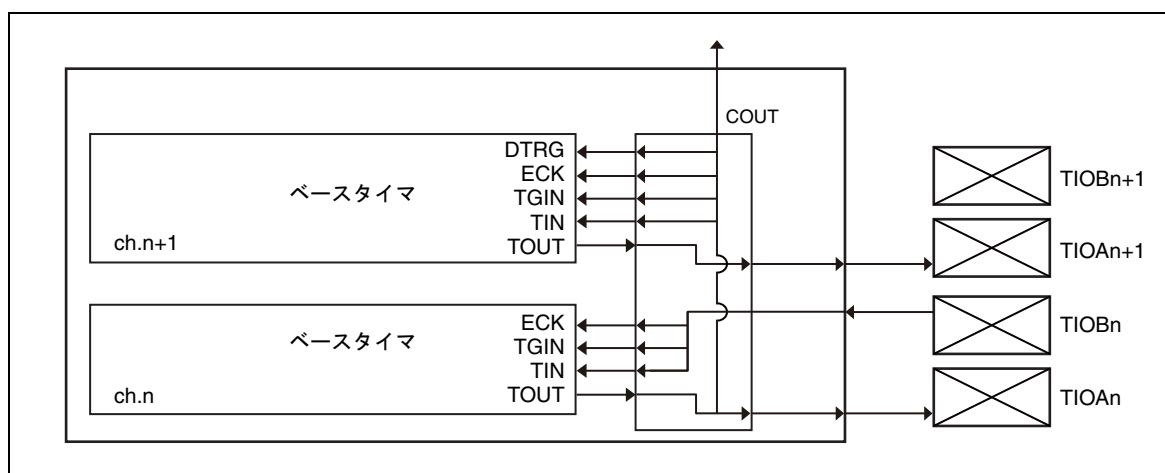 COUT
DTRG
ECK
TGIN
TIN
TOUT
ベースタイマ
ch.n+1
TIOBn+1
TIOAn+1
ECK
TGIN
TIN
TOUT
ベースタイマ
ch.n
TIOBn
TIOAn